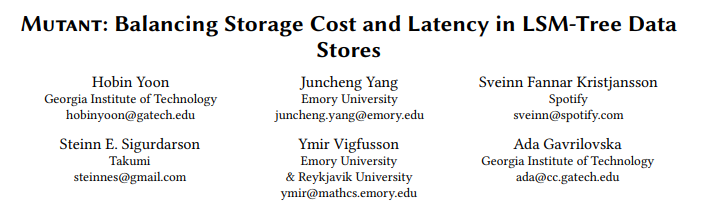 MUTANT: Balancing Storage Cost and Latency in LSM-Tree Data
Stores
Hobin Yoon
Georgia Institute of Technology
hobinyoon@gatech.edu
Juncheng Yang
Emory University
juncheng.yang@emory.edu
Sveinn Fannar Kristjansson
Spotify
sveinn@spotify.com
Steinn E. Sigurdarson
Takumi
steinnes@gmail.com
Ymir Vigfusson
Emory University
& Reykjavik University
ymir@mathcs.emory.edu
Ada Gavrilovska
Georgia Institute of Technology
ada@cc.gatech.edu